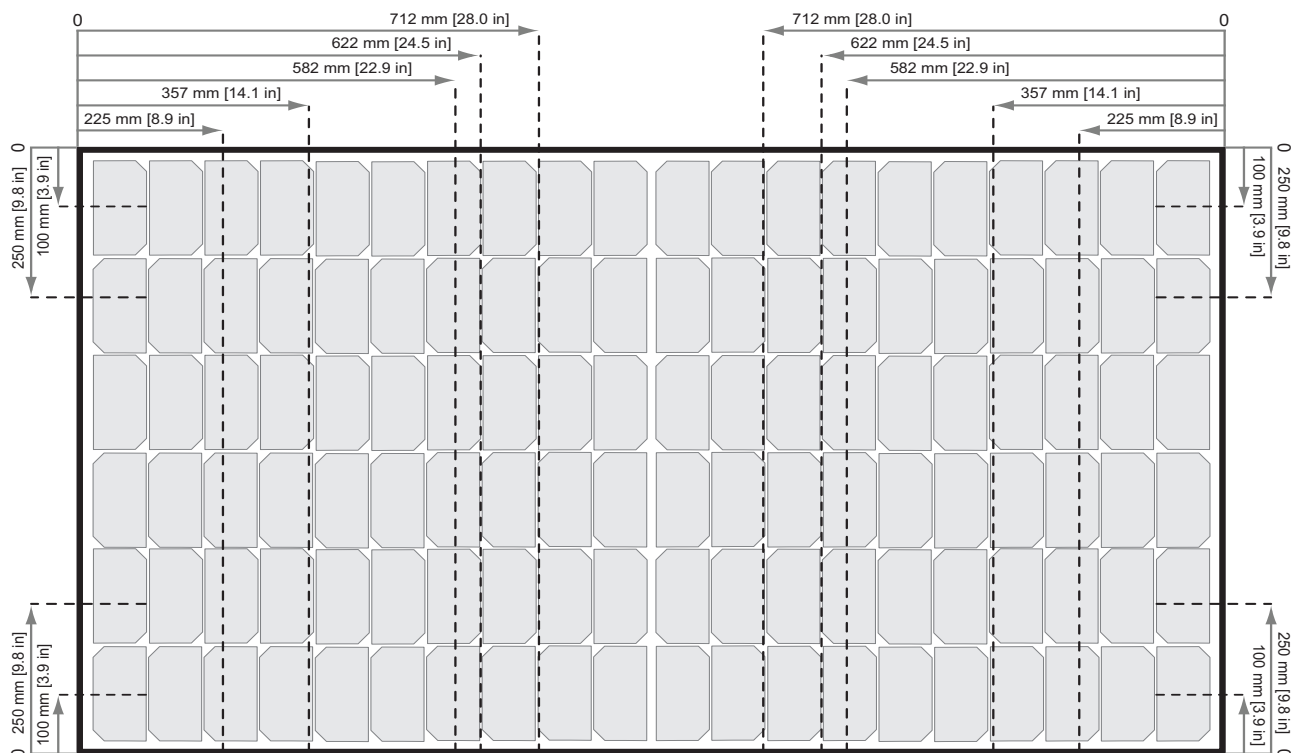 0
0
712 mm [28.0 in]
712 mm [28.0 in]
622 mm [24.5 in]
622 mm [24.5 in]
582 mm [22.9 in]
582 mm [22.9 in]
357 mm [14.1 in]
357 mm [14.1 in]
225 mm [8.9 in]
225 mm [8.9 in]
0
250 mm [9.8 in]
100 mm [3.9 in]
100 mm [3.9 in]
250 mm [9.8 in]
0
250 mm [9.8 in]
100 mm [3.9 in]
0
100 mm [3.9 in]
250 mm [9.8 in]
0